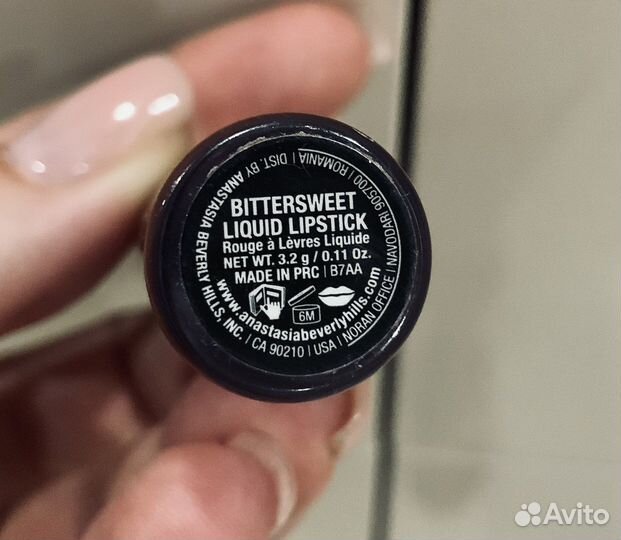 BITTERSWEET
LIQUID LIPSTICK
Rouge à Lèvres Liquide
NET WT. 3.2 g / 0.11 Oz.
MADE IN PRC | B7AA
6M
www.anastasiabeverlyhills.com
DIST. BY ANASTASIA BEVERLY HILLS, INC. | CA 90210 | USA | NORAN OFFICE | NAVODARI 905700 | ROMANIA |
Avito